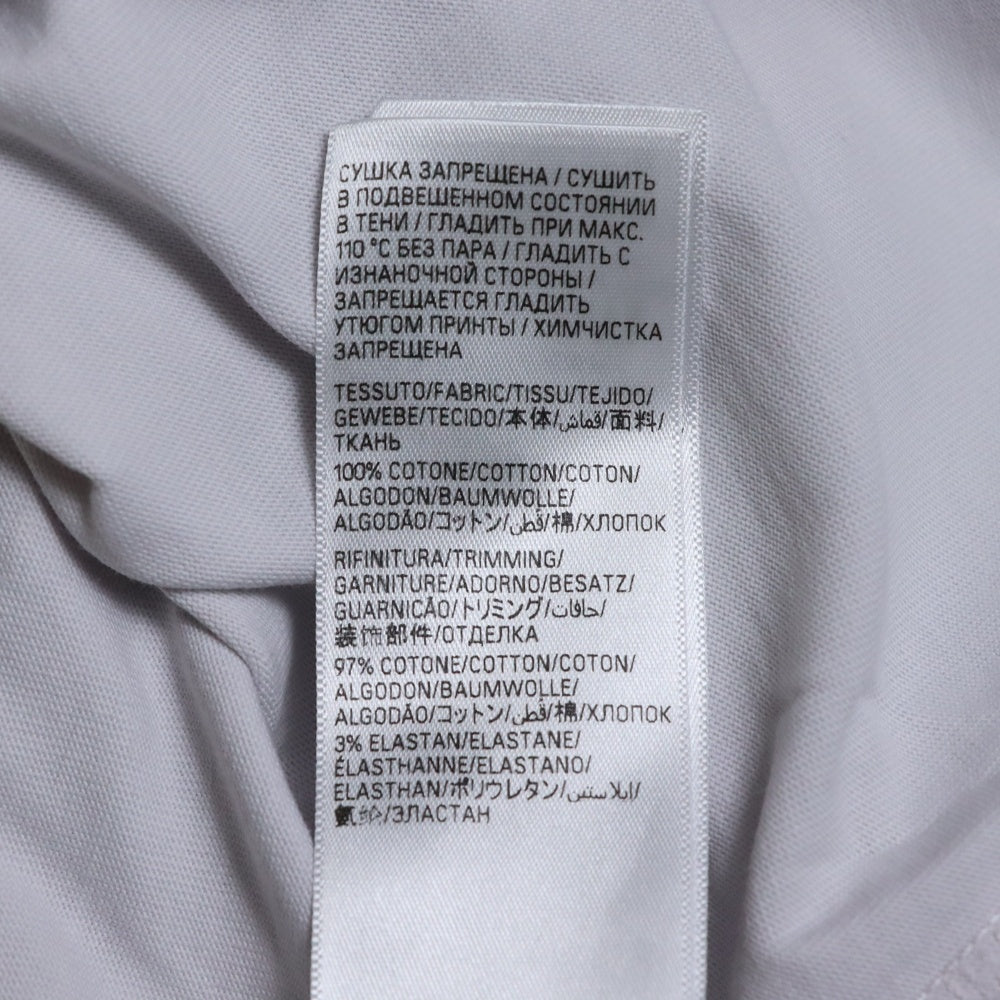 СУШКА ЗАПРЕЩЕНА / СУШИТЬ
В ПОДВЕШЕННОМ СОСТОЯНИИ
В ТЕНИ / ГЛАДИТЬ ПРИ МАКС.
110 °C БЕЗ ПАРА / ГЛАДИТЬ С
ИЗНАНОЧНОЙ СТОРОНЫ /
ЗАПРЕЩАЕТСЯ ГЛАДИТЬ
УТЮГОМ ПРИНТЫ / ХИМЧИСТКА
ЗАПРЕЩЕНА
TESSUTO/FABRIC/TISSU/TEJIDO/
GEWEBE/TECIDO/本体/قماش/面料/
ТКАНЬ
100% COTONE/COTTON/COTON/
ALGODON/BAUMWOLLE/
ALGODÃO/コットン/قطن/棉/ХЛОПОК
RIFINITURA/TRIMMING/
GARNITURE/ADORNO/BESATZ/
GUARNICÃO/トリミング/حافات/
装饰部件/ОТДЕЛКА
97% COTONE/COTTON/COTON/
ALGODON/BAUMWOLLE/
ALGODÃO/コットン/قطن/棉/ХЛОПОК
3% ELASTAN/ELASTANE/
ÉLASTHANNE/ELASTANO/
ELASTHAN/ポリウレタン/ايلاستين/
/ЭЛАСТАН